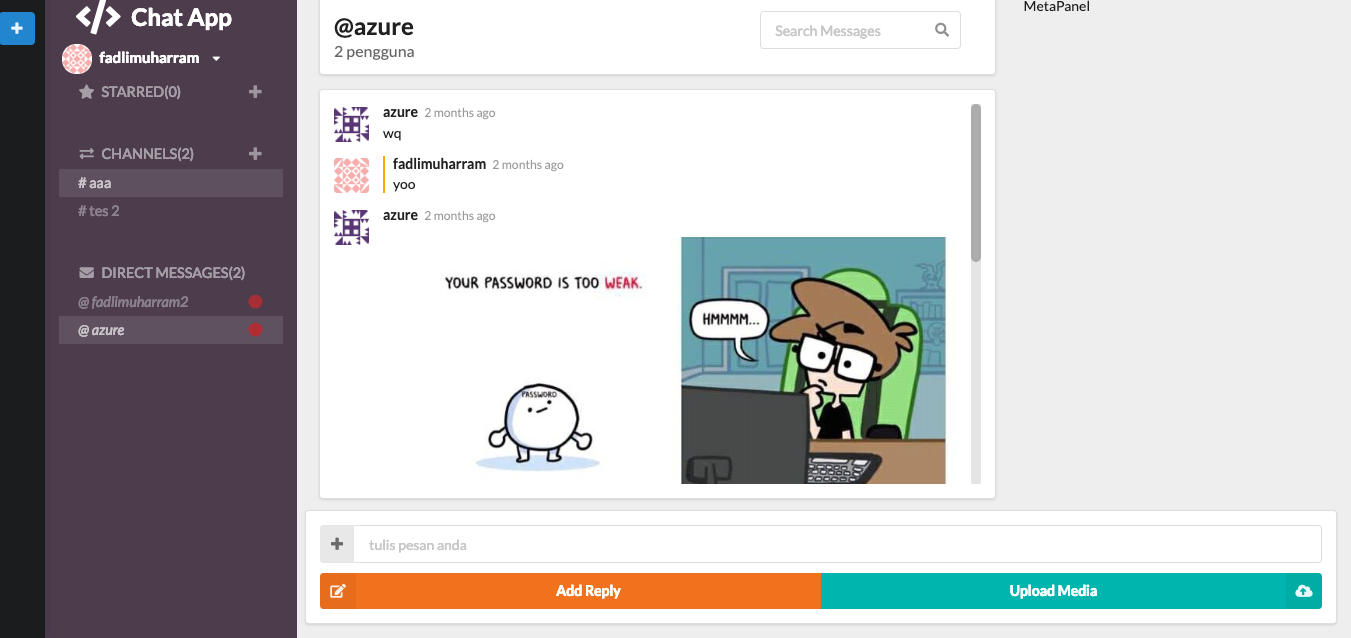 Chat App
fadlimuharram
STARRED(0)
CHANNELS(2)
# aaa
# tes 2
DIRECT MESSAGES(2)
@ fadlimuharram2
@ azure
@azure
2 pengguna
Search Messages
MetaPanel
azure 2 months ago
wq
fadlimuharram 2 months ago
yoo
azure 2 months ago
YOUR PASSWORD IS TOO WEAK.
PASSWORD
HMMMM...
tulis pesan anda
Add Reply
Upload Media